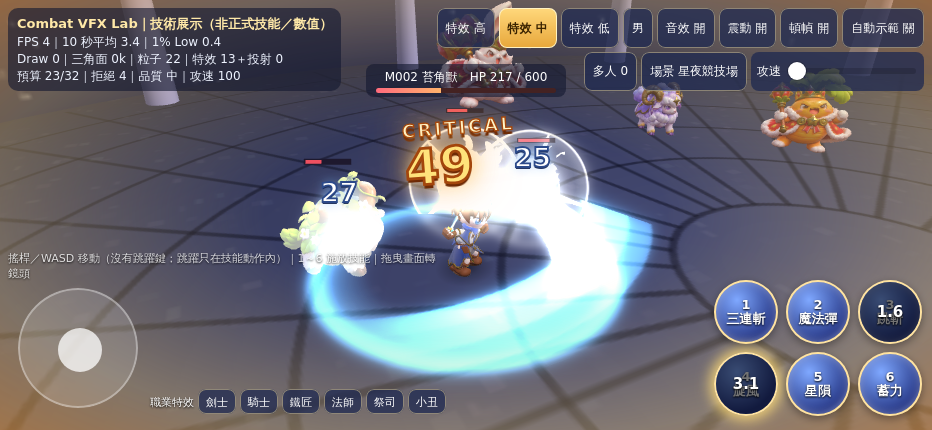 Combat VFX Lab｜技術展示（非正式技能／數值）
FPS 4｜10 秒平均 3.4｜1% Low 0.4
Draw 0｜三角面 0k｜粒子 22｜特效 13＋投射 0
預算 23/32｜拒絕 4｜品質 中｜攻速 100
特效 高
特效 中
特效 低
男
音效 開
震動 開
頓幀 開
自動示範 關
多人 0
場景 星夜競技場
攻速
M002 苔角獸 HP 217 / 600
CRITICAL
49
25
27
搖桿／WASD 移動（沒有跳躍鍵；跳躍只在技能動作內）｜1–6 施放技能｜拖曳畫面轉
鏡頭
1
三連斬
2
魔法彈
3
1.6
跳斬
4
3.1
旋風
5
星隕
6
蓄力
職業特效
劍士
騎士
鐵匠
法師
祭司
小丑